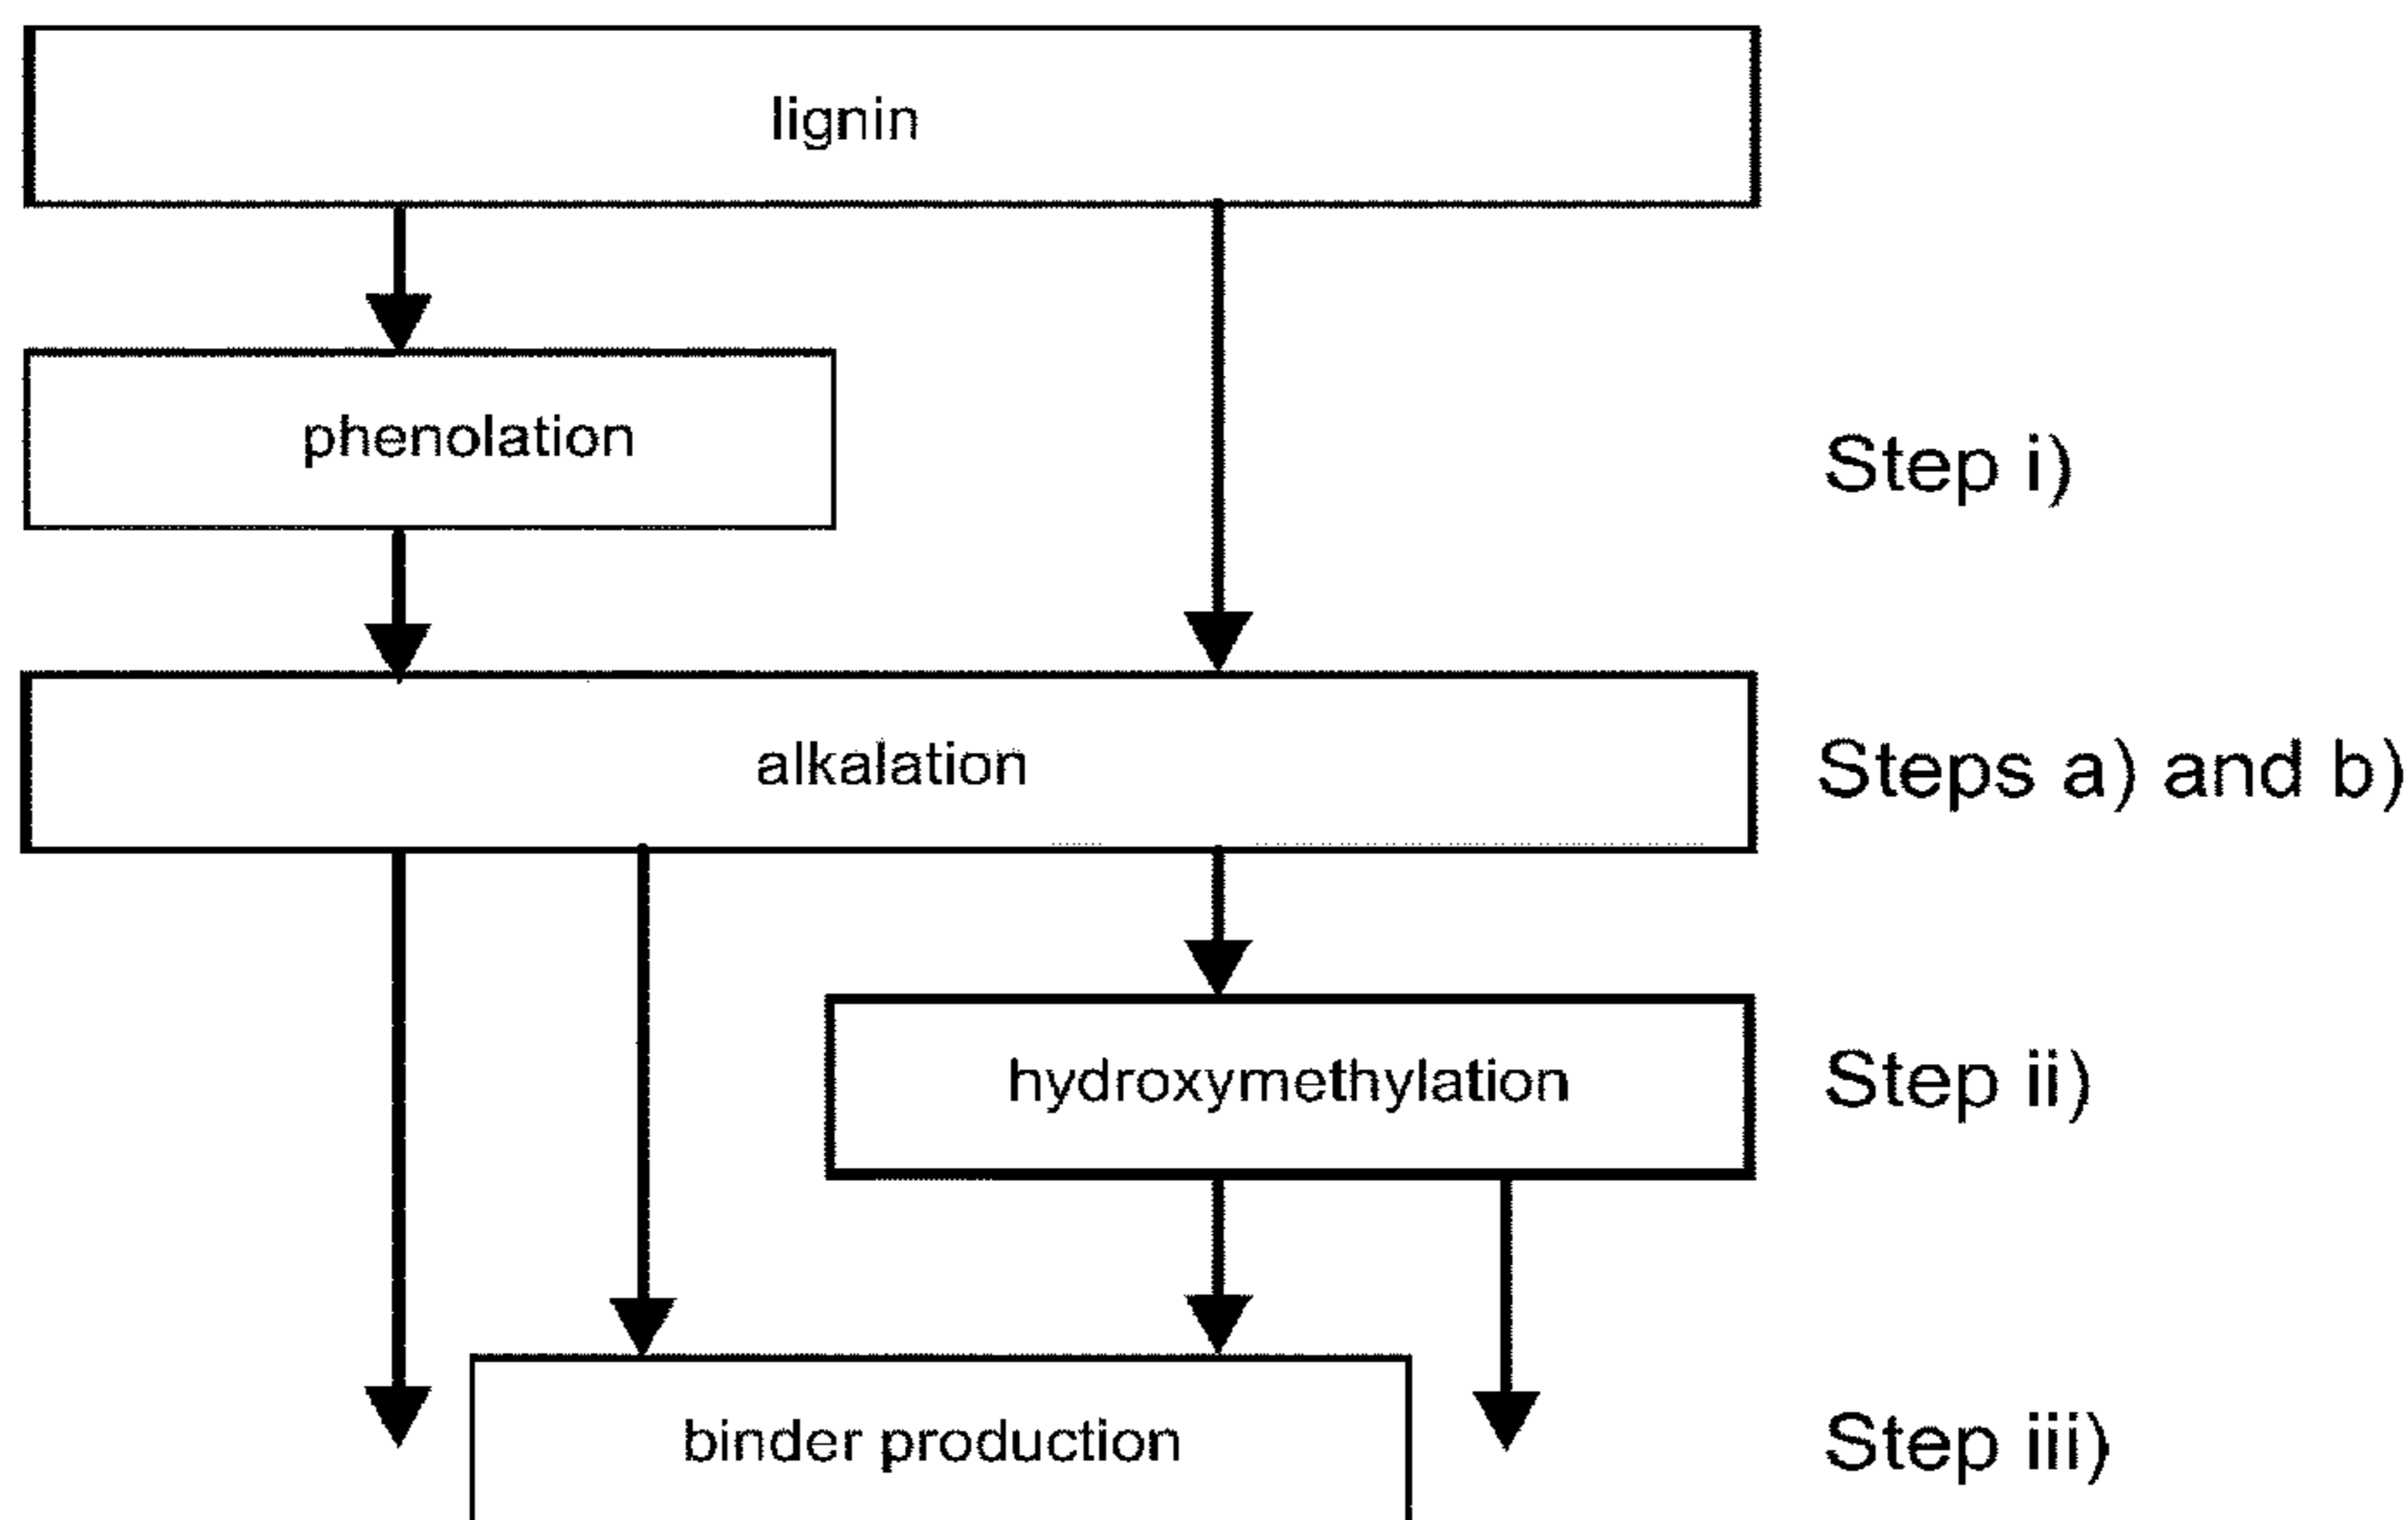 lignin
phenolation
Step i)
alkalation
Steps a) and b)
hydroxymethylation
Step ii)
binder production
Step iii)